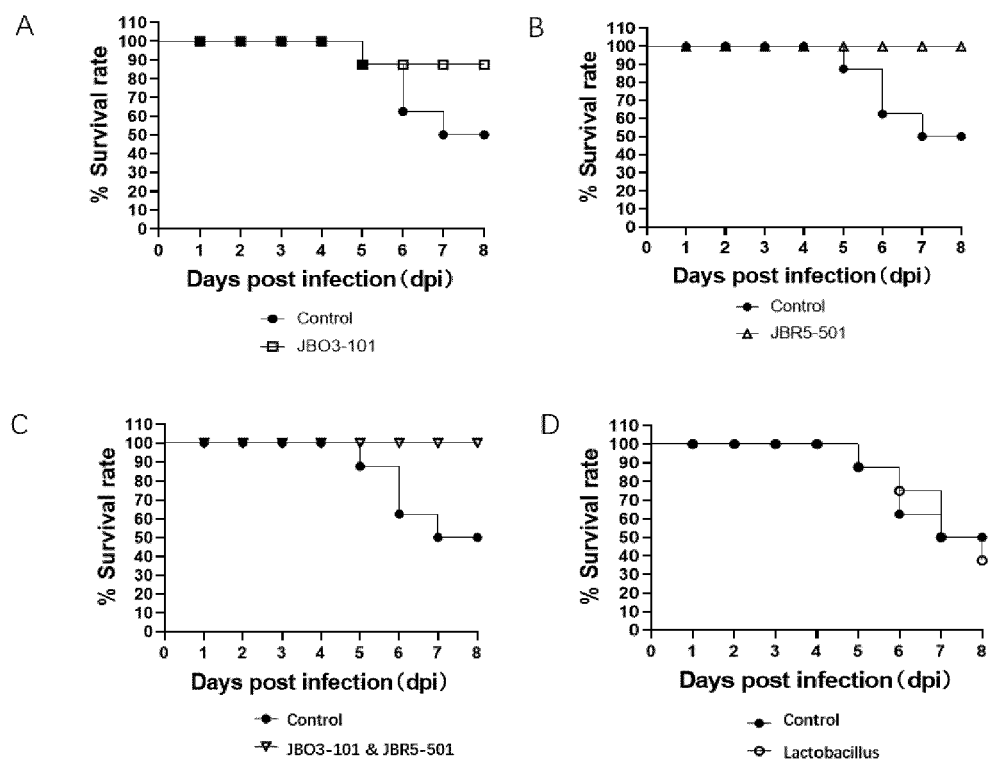 A
% Survival rate
110
100
90
80
70
60
50
40
30
20
10
0
0 1 2 3 4 5 6 7 8
Days post infection (dpi)
Control
JBO3-101
B
% Survival rate
110
100
90
80
70
60
50
40
30
20
10
0
0 1 2 3 4 5 6 7 8
Days post infection (dpi)
Control
JBR5-501
C
% Survival rate
110
100
90
80
70
60
50
40
30
20
10
0
0 1 2 3 4 5 6 7 8
Days post infection (dpi)
Control
JBO3-101 & JBR5-501
D
% Survival rate
110
100
90
80
70
60
50
40
30
20
10
0
0 1 2 3 4 5 6 7 8
Days post infection (dpi)
Control
Lactobacillus